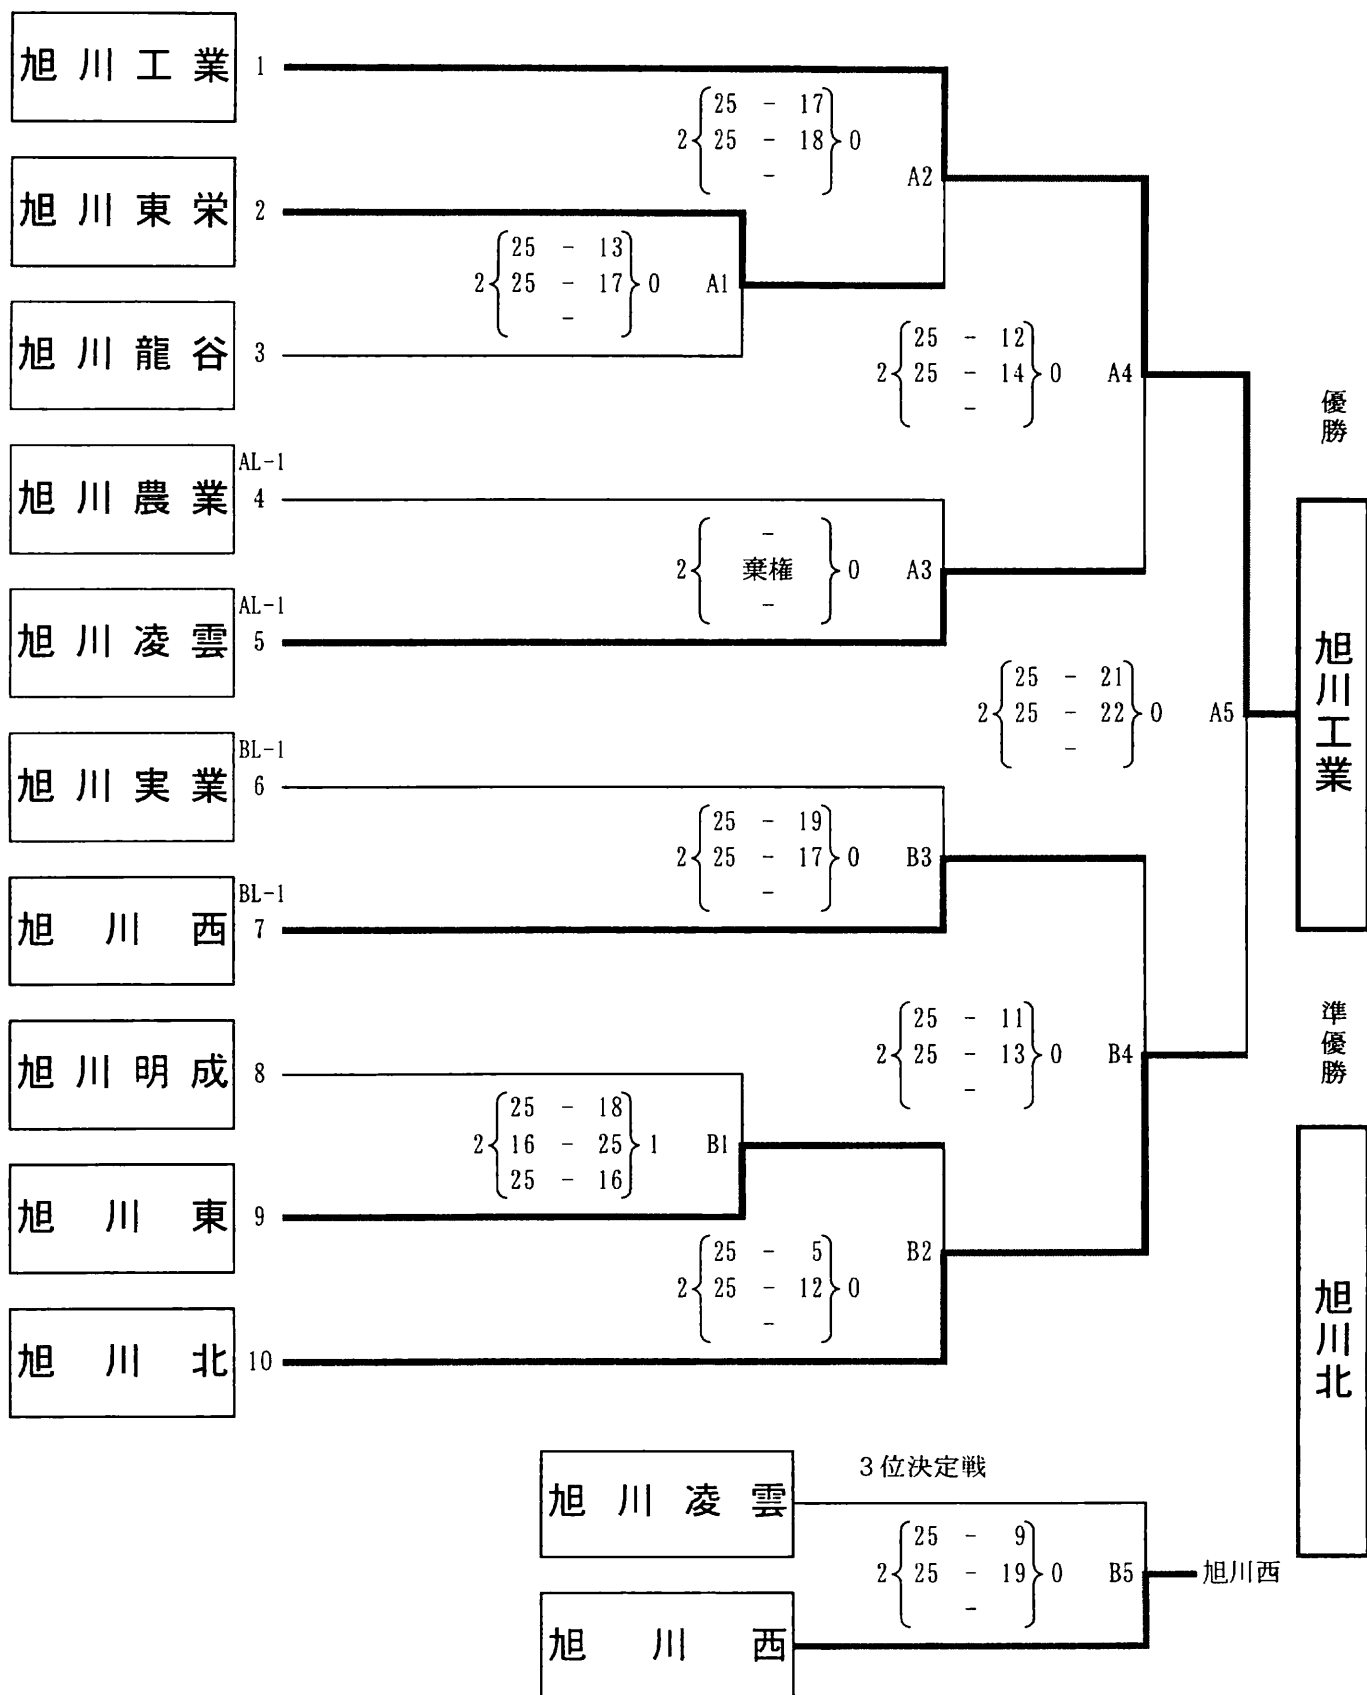 旭川工業 1
25 - 17
2 25 - 18 0
-
A2
旭川東栄 2
25 - 13
2 25 - 17 0
-
A1
旭川龍谷 3
25 - 12
2 25 - 14 0
-
A4
優勝
AL-1
旭川農業 4
-
2 棄権 0
-
A3
AL-1
旭川凌雲 5
25 - 21
2 25 - 22 0
-
A5
旭川工業
BL-1
旭川実業 6
25 - 19
2 25 - 17 0
-
B3
BL-1
旭川西 7
25 - 11
2 25 - 13 0
-
B4
準優勝
旭川明成 8
25 - 18
2 16 - 25 1
25 - 16
B1
旭川東 9
25 - 5
2 25 - 12 0
-
B2
旭川北 10
旭川北
3位決定戦
旭川凌雲
25 - 9
2 25 - 19 0
-
B5
旭川西
旭川西